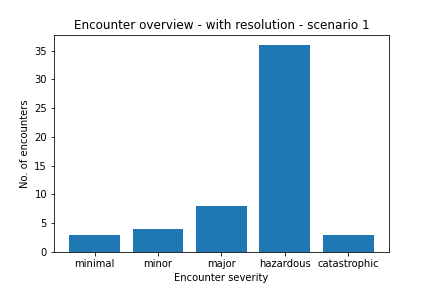 Encounter overview - with resolution - scenario 1
No. of encounters
35
30
25
20
15
10
5
0
minimal minor major hazardous catastrophic
Encounter severity